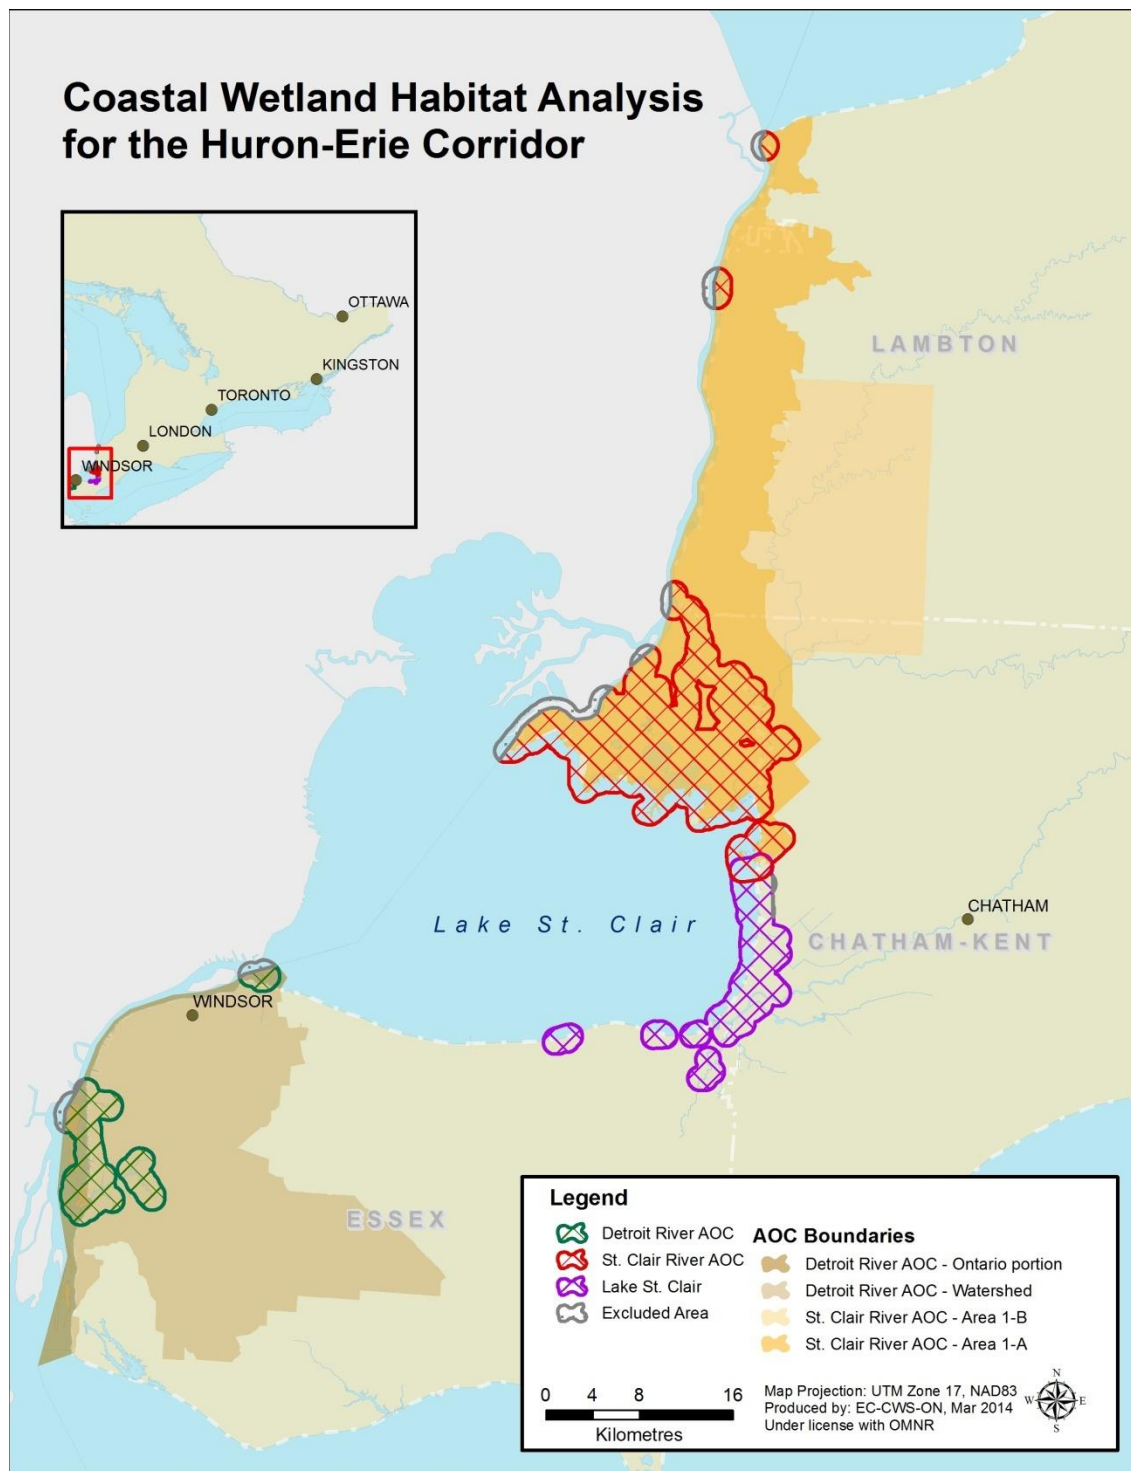 Coastal Wetland Habitat Analysis
for the Huron-Erie Corridor
OTTAWA
KINGSTON
TORONTO
LONDON
WINDSOR
LAMBTON
Lake St. Clair
CHATHAM
CHATHAM-KENT
WINDSOR
ESSEX
Legend
Detroit River AOC
St. Clair River AOC
Lake St. Clair
Excluded Area
AOC Boundaries
Detroit River AOC - Ontario portion
Detroit River AOC - Watershed
St. Clair River AOC - Area 1-B
St. Clair River AOC - Area 1-A
0 4 8 16
Kilometres
Map Projection: UTM Zone 17, NAD83
Produced by: EC-CWS-ON, Mar 2014
Under license with OMNR
N
W E
S